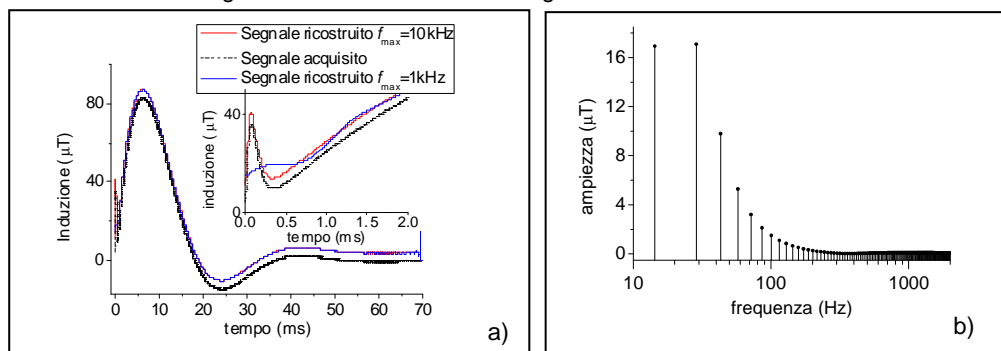 Segnale ricostruito f max=10kHz
Segnale acquisito
Segnale ricostruito f max=1kHz
80
40
0
Induzione (μT)
0 10 20 30 40 50 60 70
tempo (ms)
40
0
induzione (μT)
0.0 0.5 1.0 1.5 2.0
tempo (ms)
a)
16
12
8
4
0
ampiezza (μT)
10 100 1000
frequenza (Hz)
b)